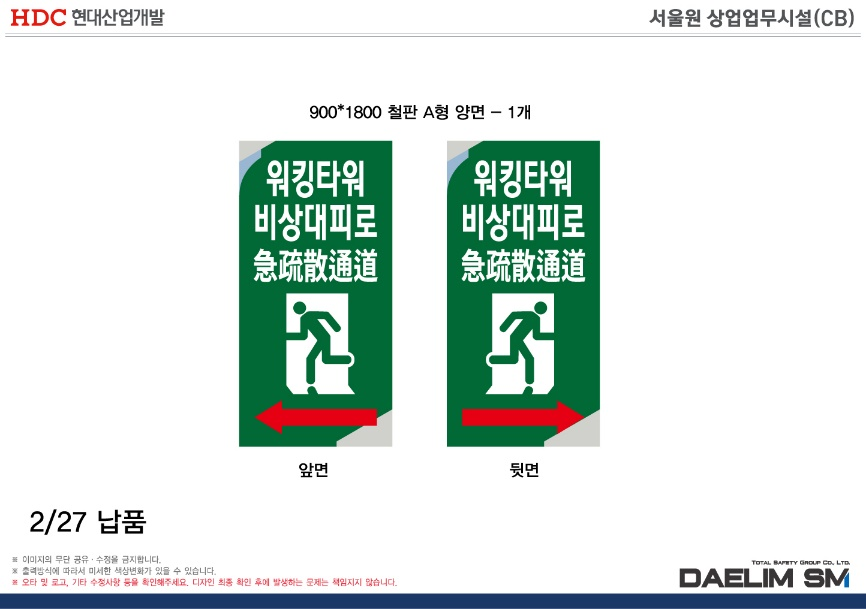 HDC 현대산업개발
서울원 상업업무시설(CB)
900*1800 철판 A형 양면 - 1개
워킹타워
비상대피로
急疏散通道
워킹타워
비상대피로
急疏散通道
앞면
뒷면
2/27 납품
※ 이미지의 무단 공유·수정을 금지합니다.
※ 출력방식에 따라서 미세한 색상변화가 있을 수 있습니다.
※ 오타 및 로고, 기타 수정사항 등을 확인해주세요. 디자인 최종 확인 후에 발생하는 문제는 책임지지 않습니다.
TOTAL SAFETY GROUP CO., LTD.
DAELIM SM